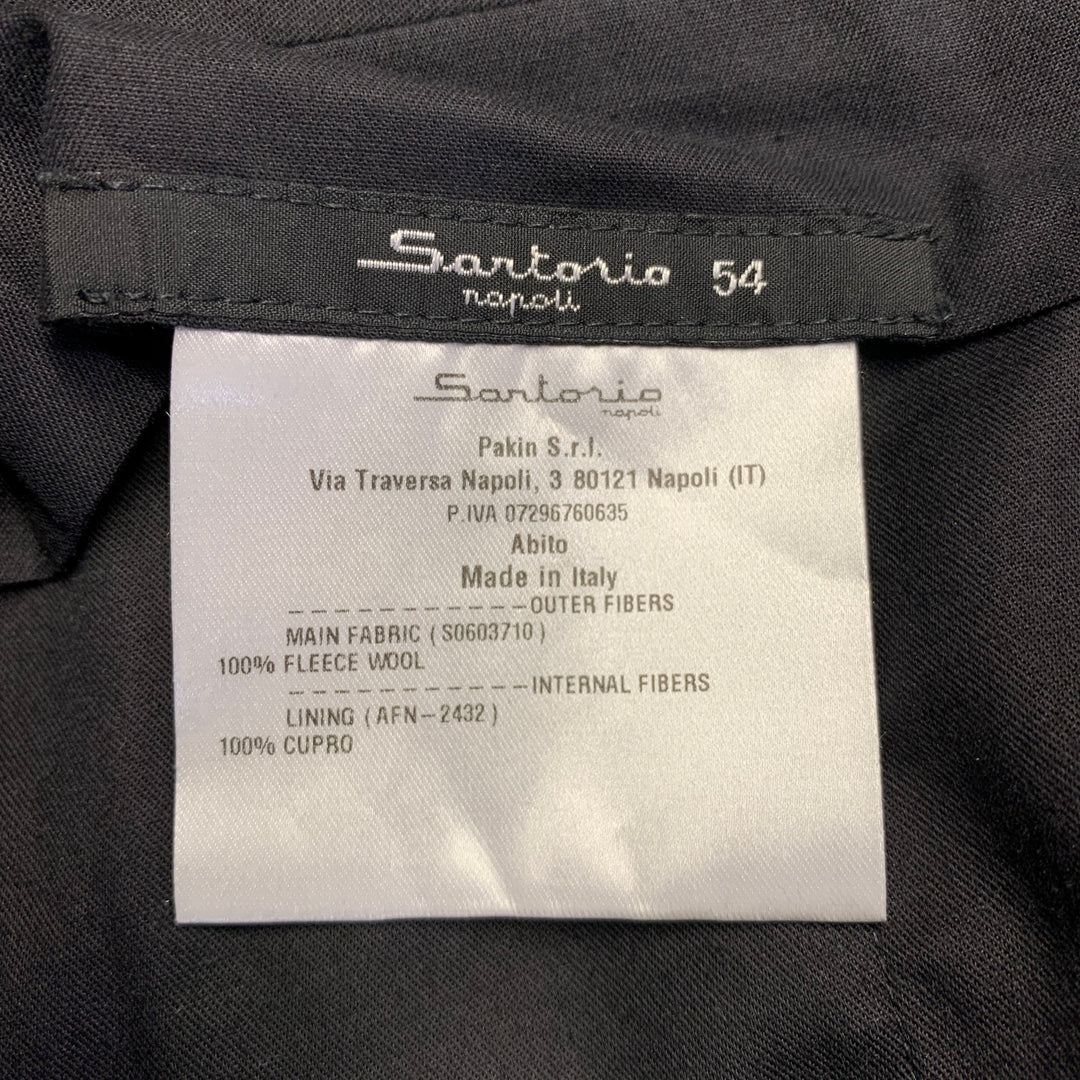 Sartorio 54
napoli
Sartorio
napoli
Pakin S.r.l.
Via Traversa Napoli, 3 80121 Napoli (IT)
P.IVA 07296760635
Abito
Made in Italy
-----------OUTER FIBERS
MAIN FABRIC (S0603710)
100% FLEECE WOOL
-----------INTERNAL FIBERS
LINING (AFN-2432)
100% CUPRO